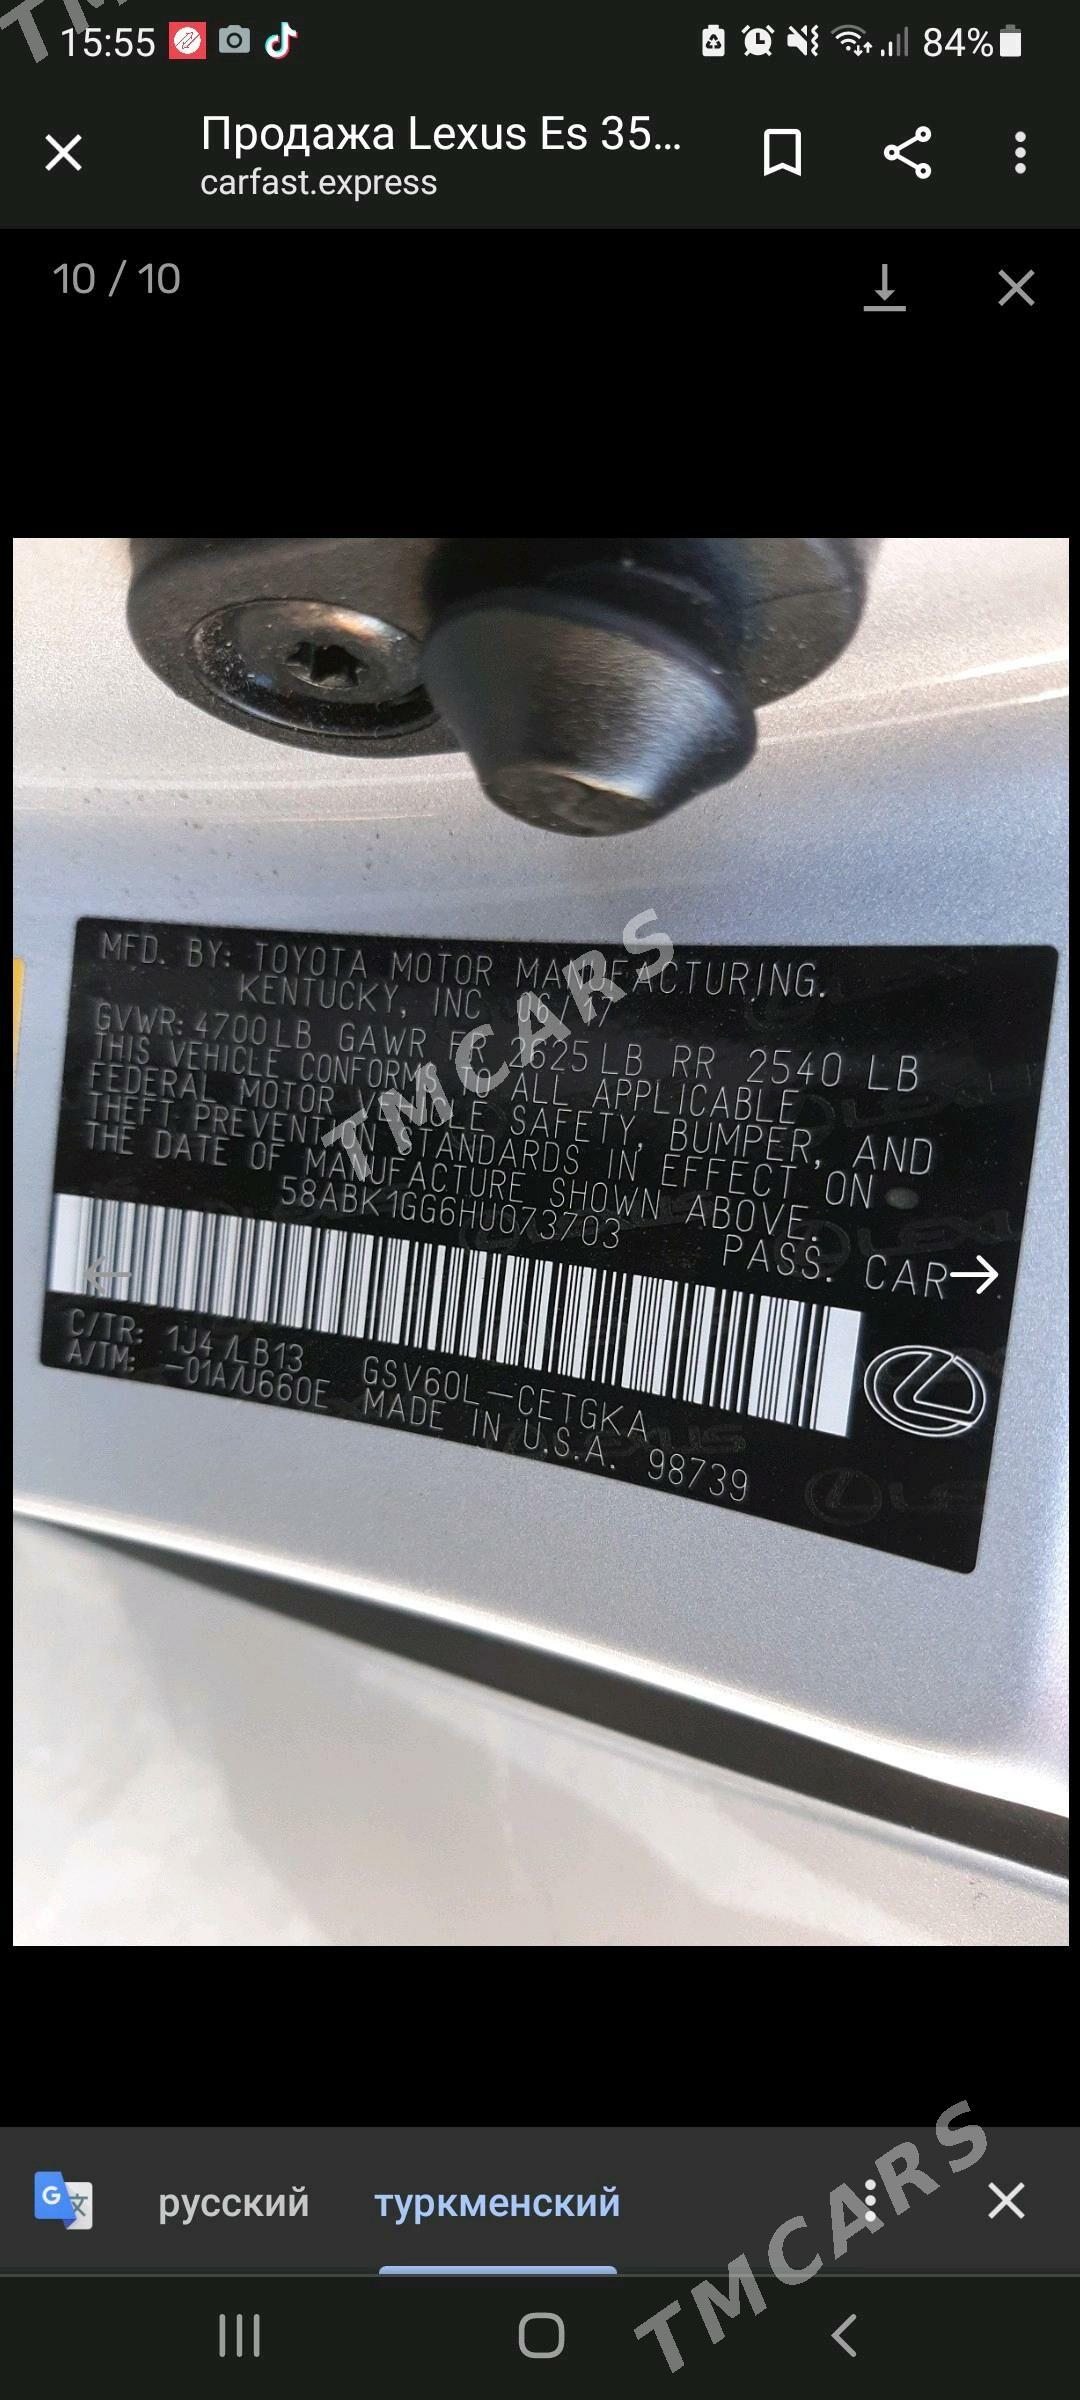 15:55
84%
Продажа Lexus Es 35...
carfast.express
10 / 10
MFD. BY: TOYOTA MOTOR MANUFACTURING.
KENTUCKY, INC 06/17
GVWR: 4700LB GAWR FR 2625LB RR 2540 LB
THIS VEHICLE CONFORMS TO ALL APPLICABLE
FEDERAL MOTOR VEHICLE SAFETY, BUMPER, AND
THEFT PREVENTION STANDARDS IN EFFECT ON
THE DATE OF MANUFACTURE SHOWN ABOVE.
58ABK1GG6HU073703 PASS. CAR
C/TR: 1J4 /LB13 GSV60L-CETGKA
A/TM: -01A/U660E MADE IN U.S.A. 98739
TMCARS
русский туркменский
TMCARS